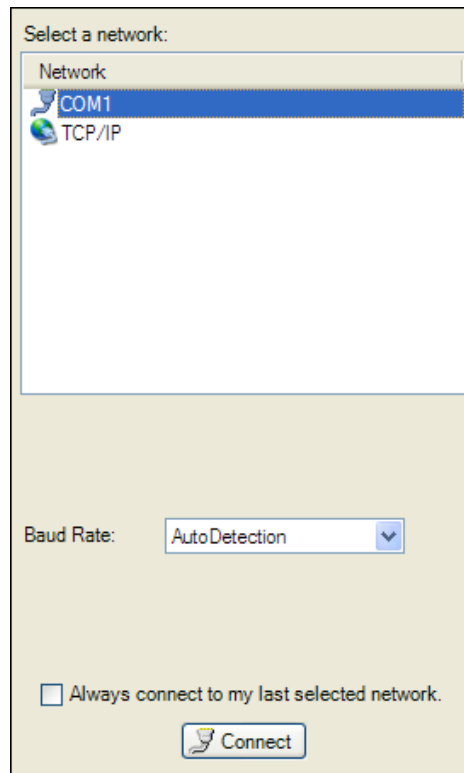 Select a network:
Network
COM1
TCP/IP
Baud Rate: AutoDetection
Always connect to my last selected network.
Connect